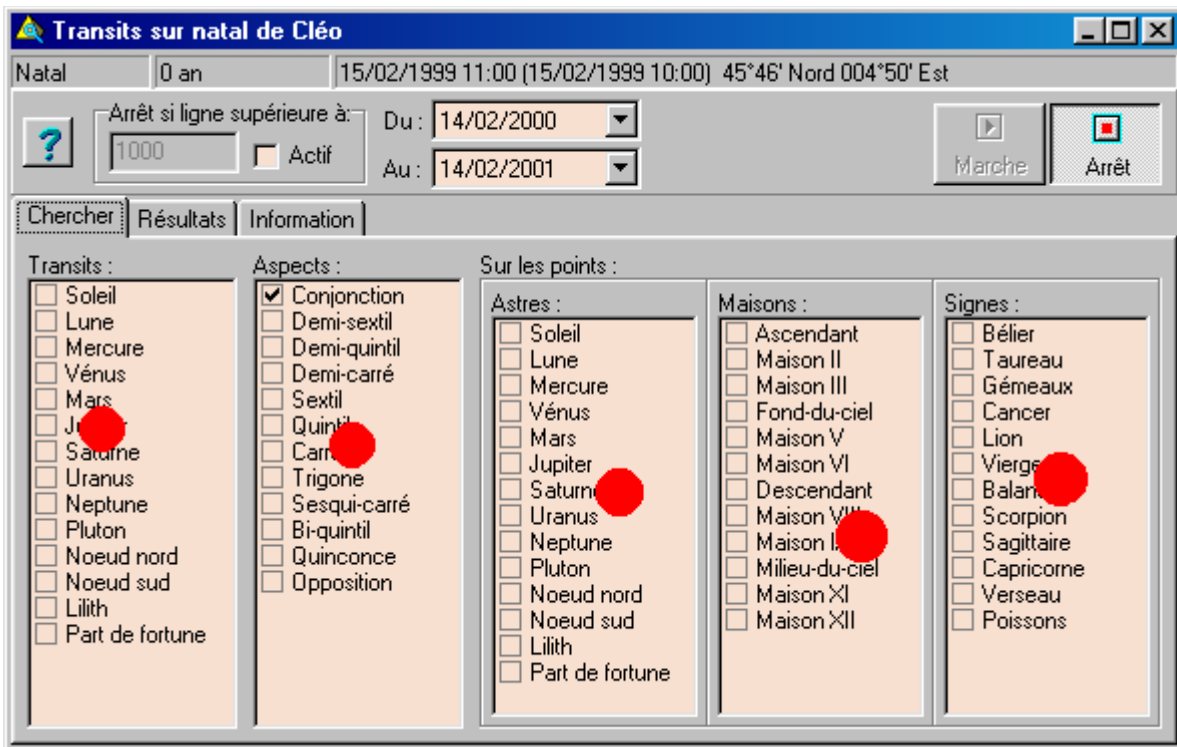 Transits sur natal de Cléo
Natal 0 an 15/02/1999 11:00 (15/02/1999 10:00) 45°46' Nord 004°50' Est
Arrêt si ligne supérieure à:
1000
Actif
Du : 14/02/2000
Au : 14/02/2001
Marche
Arrêt
Chercher Résultats Information
Transits :
Soleil
Lune
Mercure
Vénus
Mars
Saturne
Uranus
Neptune
Pluton
Noeud nord
Noeud sud
Lilith
Part de fortune
Aspects :
Conjonction
Demi-sextil
Demi-quintil
Demi-carré
Sextil
Quintil
Trigone
Sesqui-carré
Bi-quintil
Quinconce
Opposition
Sur les points :
Astres :
Soleil
Lune
Mercure
Vénus
Mars
Jupiter
Saturne
Uranus
Neptune
Pluton
Noeud nord
Noeud sud
Lilith
Part de fortune
Maisons :
Ascendant
Maison II
Maison III
Fond-du-ciel
Maison V
Maison VI
Descendant
Maison VIII
Maison
Milieu-du-ciel
Maison XI
Maison XII
Signes :
Bélier
Taureau
Gémeaux
Cancer
Lion
Vierge
Scorpion
Sagittaire
Capricorne
Verseau
Poissons